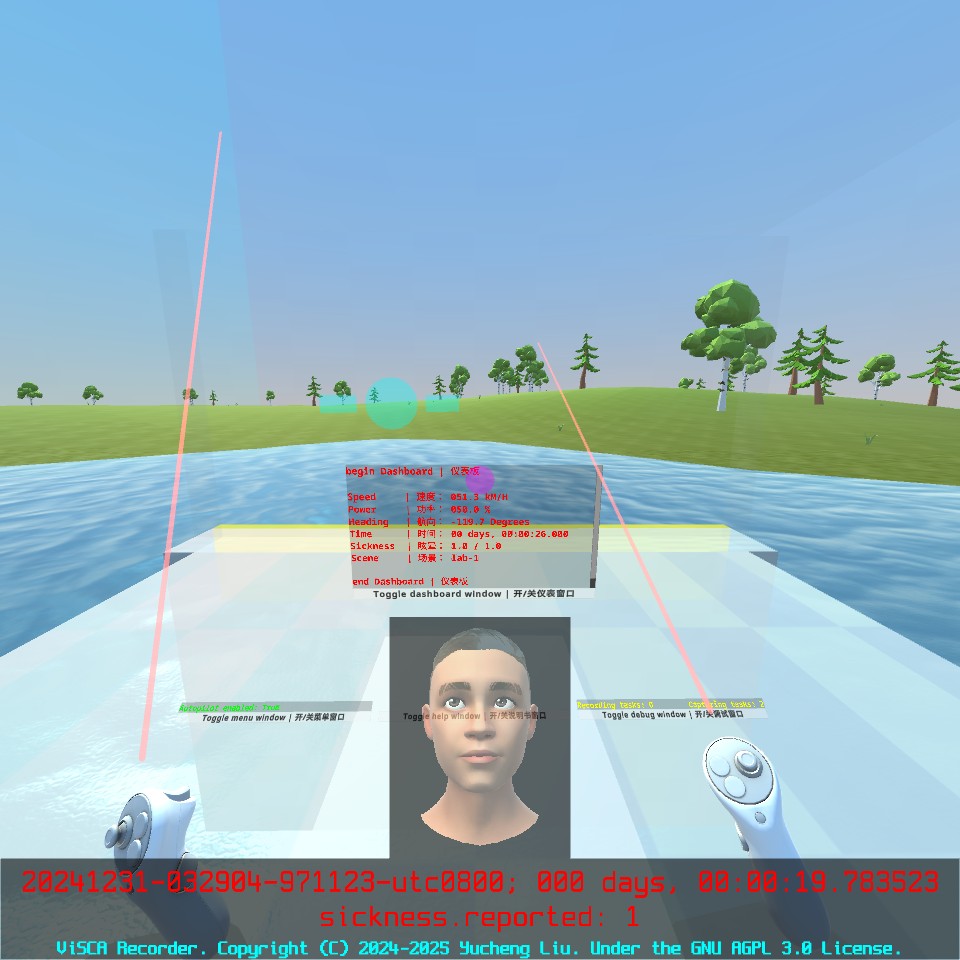 begin Dashboard | 仪表板
Speed | 速度: 051.3 kM/H
Power | 功率: 050.0 %
Heading | 航向: -119.7 Degrees
Time | 时间: 00 days, 00:00:26.000
Sickness | 眩晕: 1.0 / 1.0
Scene | 场景: lab-1
end Dashboard | 仪表板
Toggle dashboard window | 开/关仪表窗口
Autopilot enabled: True
Toggle menu window | 开/关菜单窗口
Toggle help window | 开/关说明书窗口
Recording tasks: 0 Capturing tasks: 2
Toggle debug window | 开/关调试窗口
20241231-032904-971123-utc0800; 000 days, 00:00:19.783523
sickness.reported: 1
ViSCA Recorder. Copyright (C) 2024-2025 Yucheng Liu. Under the GNU AGPL 3.0 License.